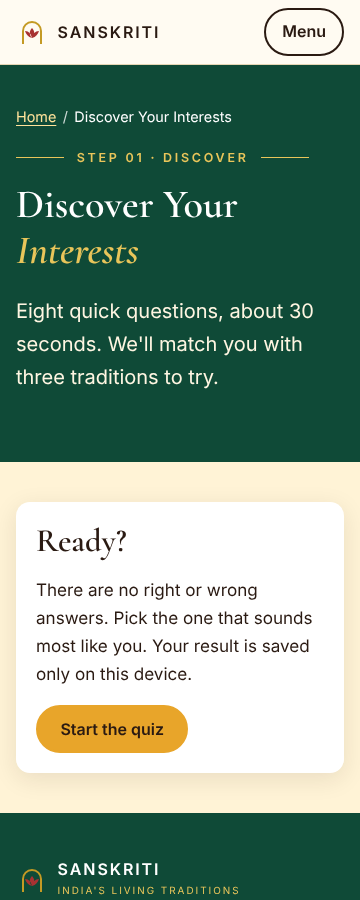 SANSKRITI
Menu
Home / Discover Your Interests
STEP 01 · DISCOVER
Discover Your
Interests
Eight quick questions, about 30
seconds. We'll match you with
three traditions to try.
Ready?
There are no right or wrong
answers. Pick the one that sounds
most like you. Your result is saved
only on this device.
Start the quiz
SANSKRITI
INDIA'S LIVING TRADITIONS